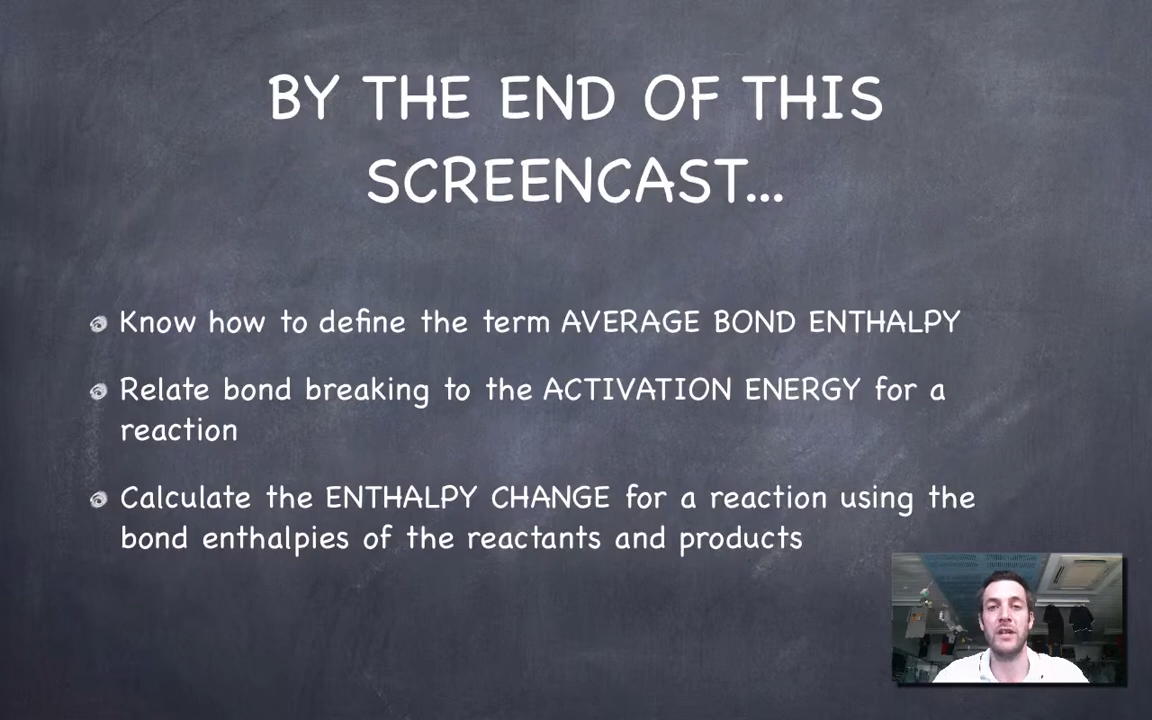 BY THE END OF THIS
SCREENCAST...
Know how to define the term AVERAGE BOND ENTHALPY
Relate bond breaking to the ACTIVATION ENERGY for a
reaction
Calculate the ENTHALPY CHANGE for a reaction using the
bond enthalpies of the reactants and products